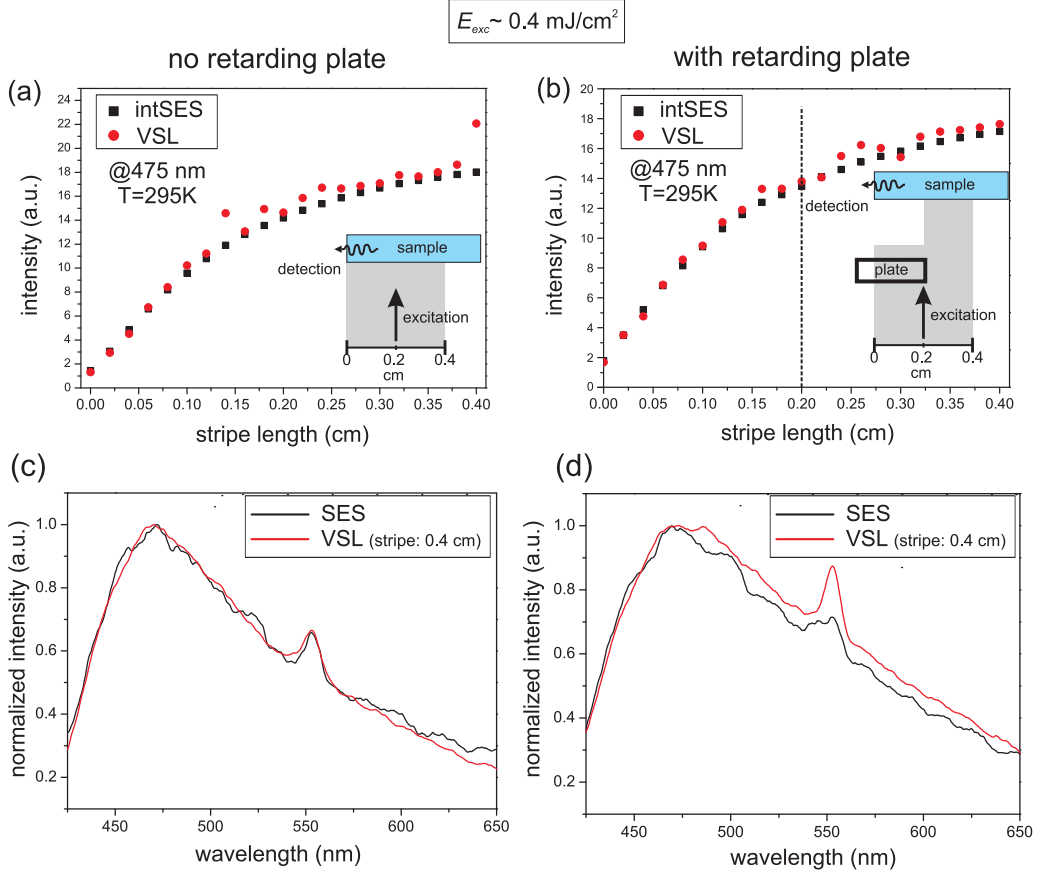 E_exc ~ 0.4 mJ/cm²
no retarding plate
with retarding plate
(a)
intensity (a.u.)
24
22
20
18
16
14
12
10
8
6
4
2
0
intSES
VSL
@475 nm
T=295K
sample
detection
excitation
0
0.2
0.4
cm
0.00 0.05 0.10 0.15 0.20 0.25 0.30 0.35 0.40
stripe length (cm)
(b)
intensity (a.u.)
20
18
16
14
12
10
8
6
4
2
0
intSES
VSL
@475 nm
T=295K
sample
detection
plate
excitation
0
0.2
0.4
cm
0.00 0.05 0.10 0.15 0.20 0.25 0.30 0.35 0.40
stripe length (cm)
(c)
normalized intensity (a.u.)
1.0
0.8
0.6
0.4
0.2
SES
VSL (stripe: 0.4 cm)
450 500 550 600 650
wavelength (nm)
(d)
normalized intensity (a.u.)
1.0
0.8
0.6
0.4
0.2
SES
VSL (stripe: 0.4 cm)
450 500 550 600 650
wavelength (nm)